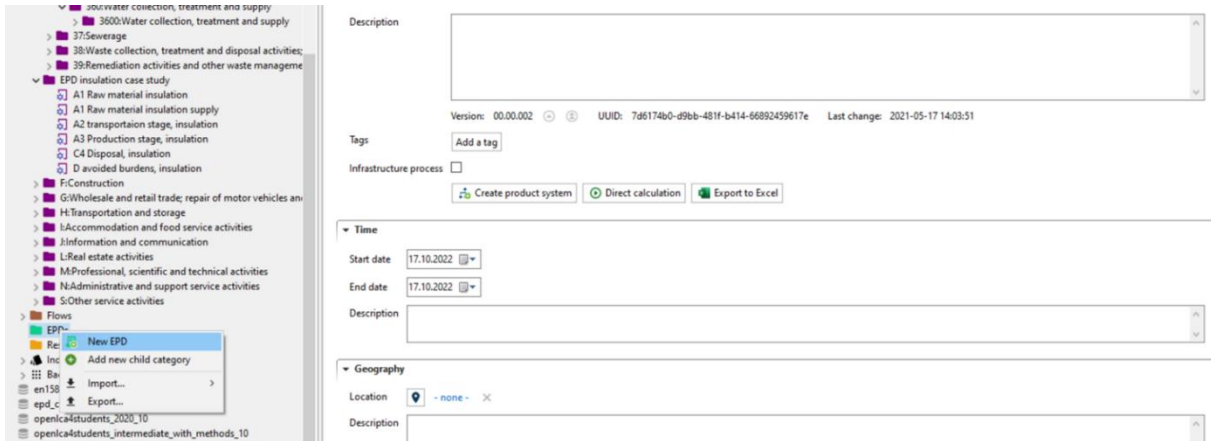 360:Water collection, treatment and supply
3600:Water collection, treatment and supply
37:Sewerage
38:Waste collection, treatment and disposal activities;
39:Remediation activities and other waste manageme
EPD insulation case study
A1 Raw material insulation
A1 Raw material insulation supply
A2 transportaion stage, insulation
A3 Production stage, insulation
C4 Disposal, insulation
D avoided burdens, insulation
F:Construction
G:Wholesale and retail trade; repair of motor vehicles an
H:Transportation and storage
I:Accommodation and food service activities
J:Information and communication
L:Real estate activities
M:Professional, scientific and technical activities
N:Administrative and support service activities
S:Other service activities
Flows
EPDs
New EPD
Re
Add new child category
Ind
Ba
Import...
en158
Export...
epd_c
openlca4students_2020_10
openlca4students_intermediate_with_methods_10
Description
Version: 00.00.002 UUID: 7d6174b0-d9bb-481f-b414-66892459617e Last change: 2021-05-17 14:03:51
Tags Add a tag
Infrastructure process
Create product system Direct calculation Export to Excel
Time
Start date 17.10.2022
End date 17.10.2022
Description
Geography
Location - none -
Description